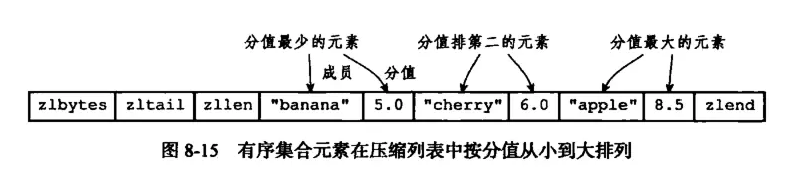 分值最少的元素 分值排第二的元素 分值最大的元素
成员 分值
zlbytes zltail zllen "banana" 5.0 "cherry" 6.0 "apple" 8.5 zlend
图 8-15 有序集合元素在压缩列表中按分值从小到大排列